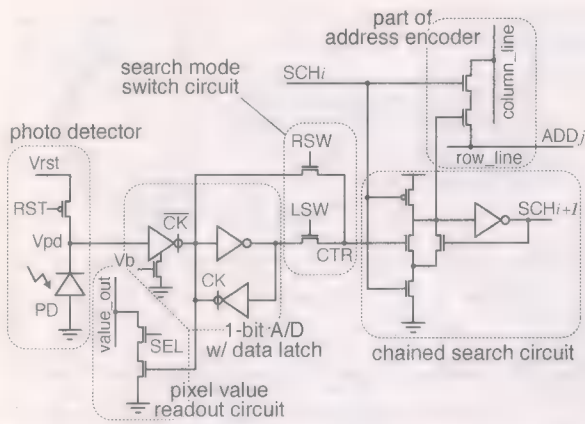 part of
address encoder
search mode
switch circuit
SCHi
column_line
photo detector
RSW
ADDj
row_line
Vrst
RST
CK
LSW
SCHi+1
Vpd
CTR
Vb
CK
PD
value_out
1-bit A/D
w/ data latch
SEL
chained search circuit
pixel value
readout circuit